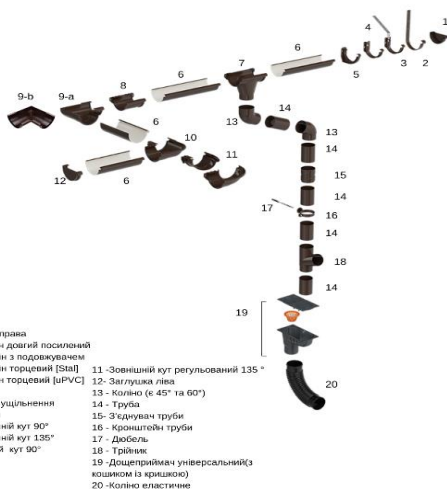 1
4
6
3
2
7
5
6
8
9-b
9-a
14
13
6
13
14
10
11
15
12
6
14
17
16
14
18
14
19
20
права
н довгий посилений
н з подовжувачем
н торцевий [Stal]
н торцевий [uPVC]
ущільнення
ній кут 90°
ній кут 135°
й кут 90°
11 -Зовнішній кут регульований 135 °
12- Заглушка ліва
13 - Коліно (є 45° та 60°)
14 - Труба
15- З'єднувач труби
16 - Кронштейн труби
17 - Дюбель
18 - Трійник
19 -Дощеприймач універсальний(з
кошиком із кришкою)
20 -Коліно еластичне